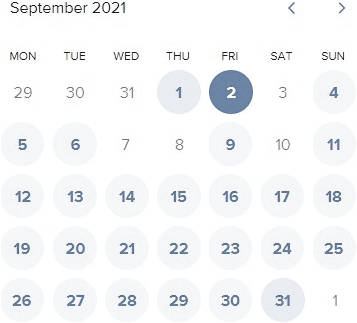 September 2021
MON TUE WED THU FRI SAT SUN
29 30 31 1 2 3 4
5 6 7 8 9 10 11
12 13 14 15 16 17 18
19 20 21 22 23 24 25
26 27 28 29 30 31 1